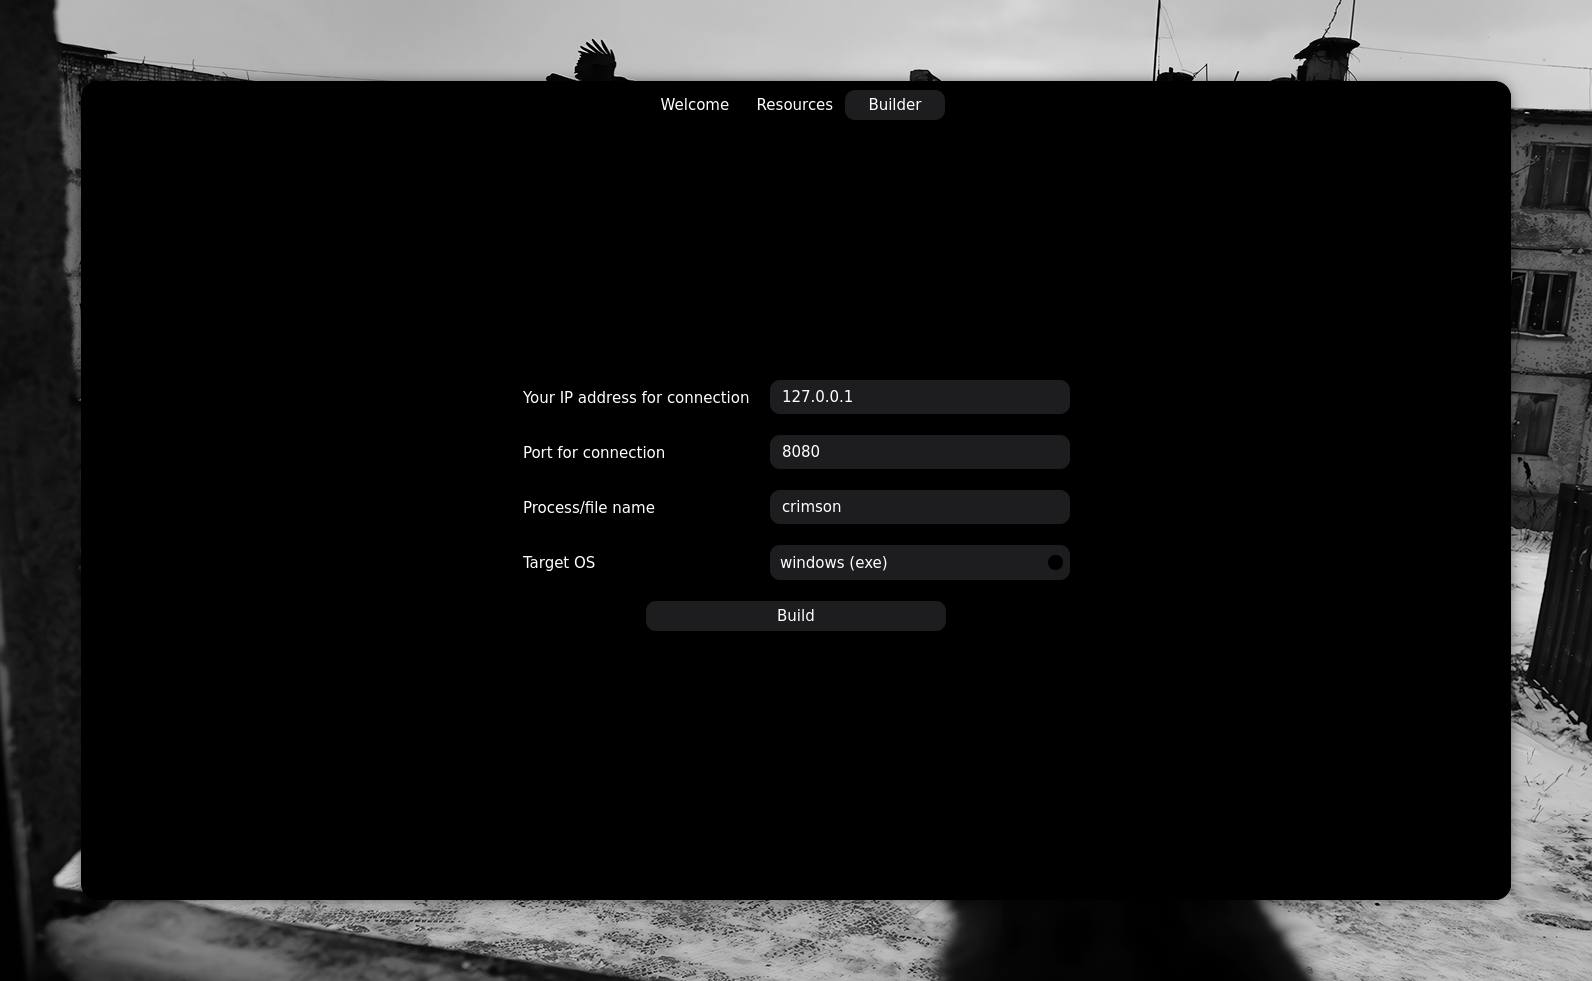 Welcome Resources Builder
Your IP address for connection 127.0.0.1
Port for connection 8080
Process/file name crimson
Target OS windows (exe)
Build